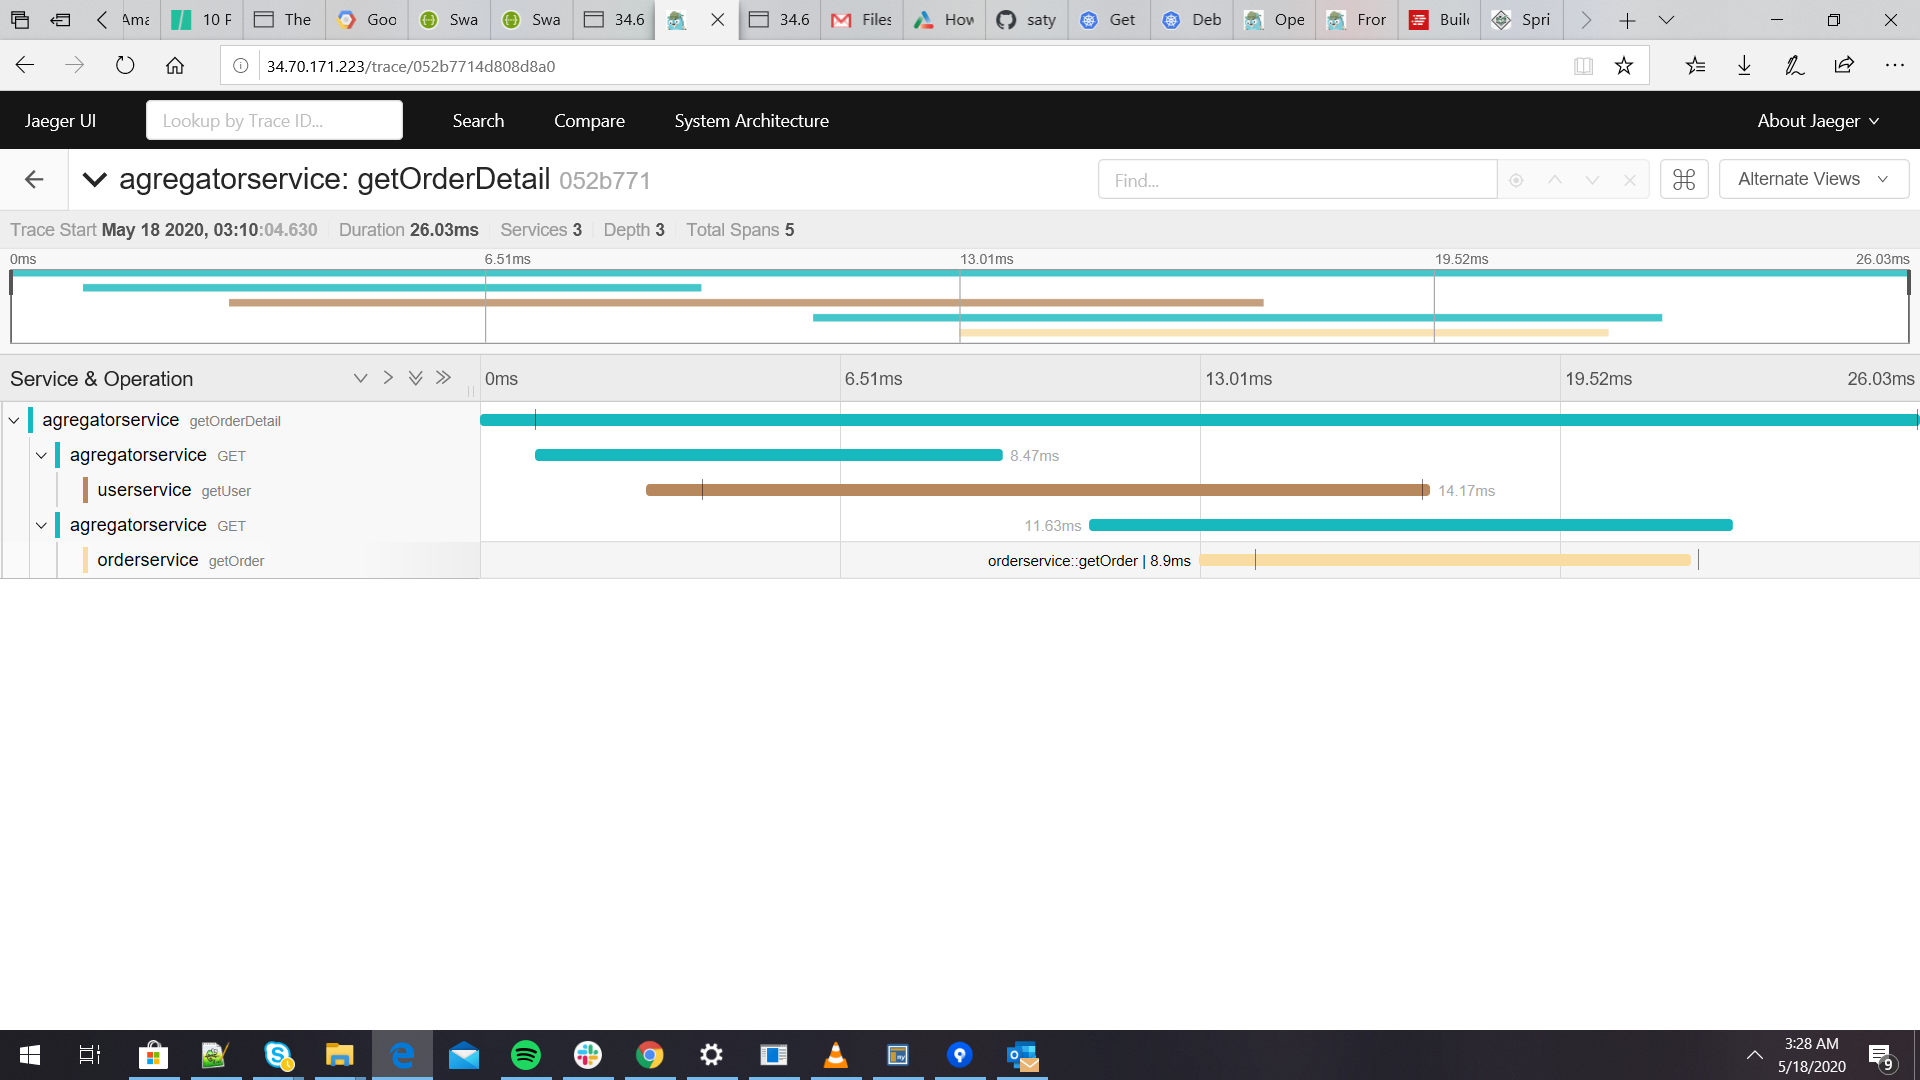 Ama
10 F
The
Goo
Swa
Swa
34.6
34.6
Files
How
saty
Get
Deb
Ope
Fror
Build
Spri
34.70.171.223/trace/052b7714d808d8a0
Jaeger UI
Lookup by Trace ID...
Search
Compare
System Architecture
About Jaeger
agregatorservice: getOrderDetail 052b771
Find...
Alternate Views
Trace Start May 18 2020, 03:10:04.630 Duration 26.03ms Services 3 Depth 3 Total Spans 5
0ms 6.51ms 13.01ms 19.52ms 26.03ms
Service & Operation
0ms 6.51ms 13.01ms 19.52ms 26.03ms
agregatorservice getOrderDetail
agregatorservice GET 8.47ms
userservice getUser 14.17ms
agregatorservice GET 11.63ms
orderservice getOrder orderservice::getOrder | 8.9ms
3:28 AM
5/18/2020
9